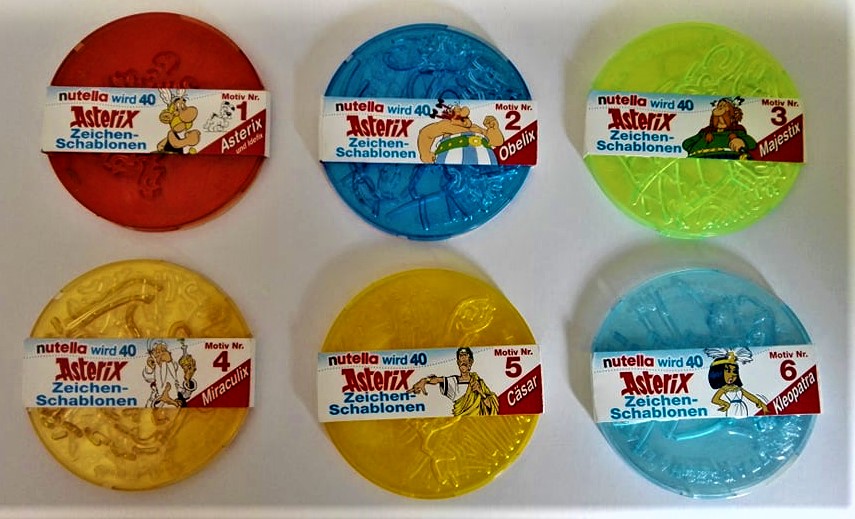 nutella wird 40
Asterix
Zeichen-
Schablonen
Motiv Nr.
1
Asterix
und Idefix
nutella wird 40
Asterix
Zeichen-
Schablonen
Motiv Nr.
2
Obelix
nutella wird 40
Asterix
Zeichen-
Schablonen
Motiv Nr.
3
Majestix
nutella wird 40
Asterix
Zeichen-
Schablonen
Motiv Nr.
4
Miraculix
nutella wird 40
Asterix
Zeichen-
Schablonen
Motiv Nr.
5
Cäsar
nutella wird 40
Asterix
Zeichen-
Schablonen
Motiv Nr.
6
Kleopatra